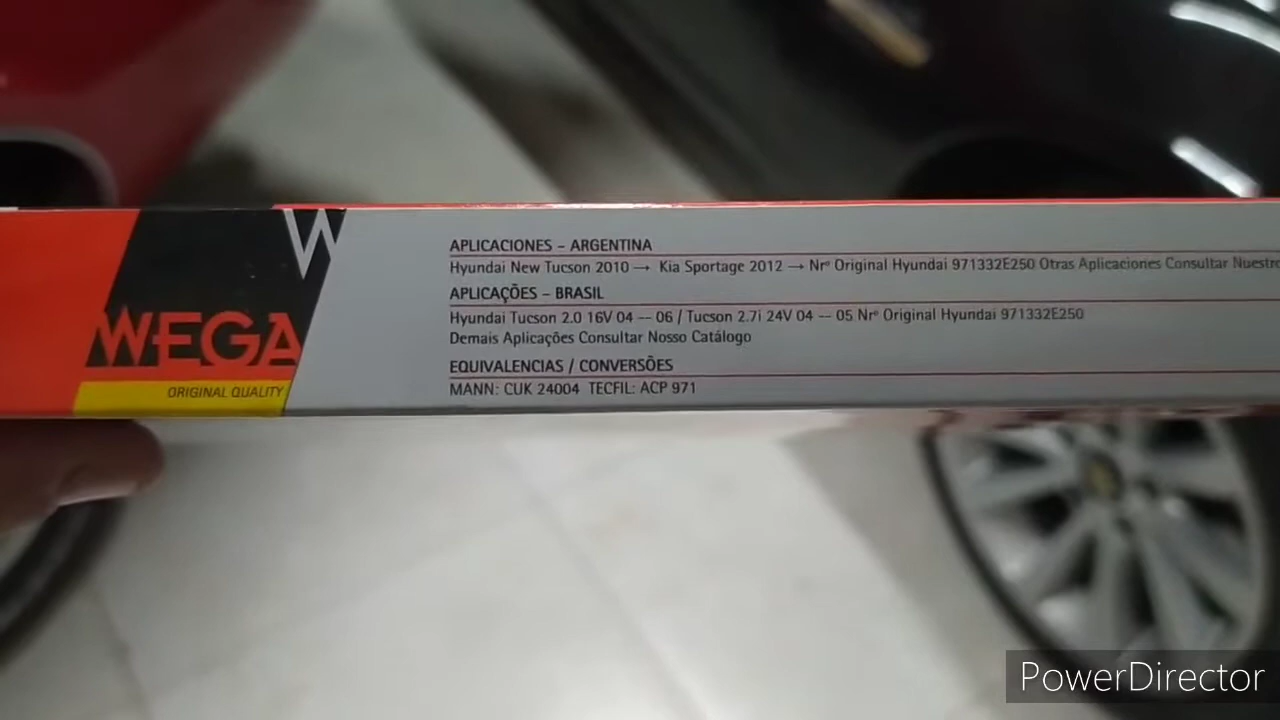 W
WEGA
ORIGINAL QUALITY
APLICACIONES - ARGENTINA
Hyundai New Tucson 2010 → Kia Sportage 2012 → Nrº Original Hyundai 971332E250 Otras Aplicaciones Consultar Nuestro
APLICAÇÕES - BRASIL
Hyundai Tucson 2.0 16V 04 — 06 / Tucson 2.7i 24V 04 — 05 Nrº Original Hyundai 971332E250
Demais Aplicações Consultar Nosso Catálogo
EQUIVALENCIAS / CONVERSÕES
MANN: CUK 24004 TECFIL: ACP 971
PowerDirector